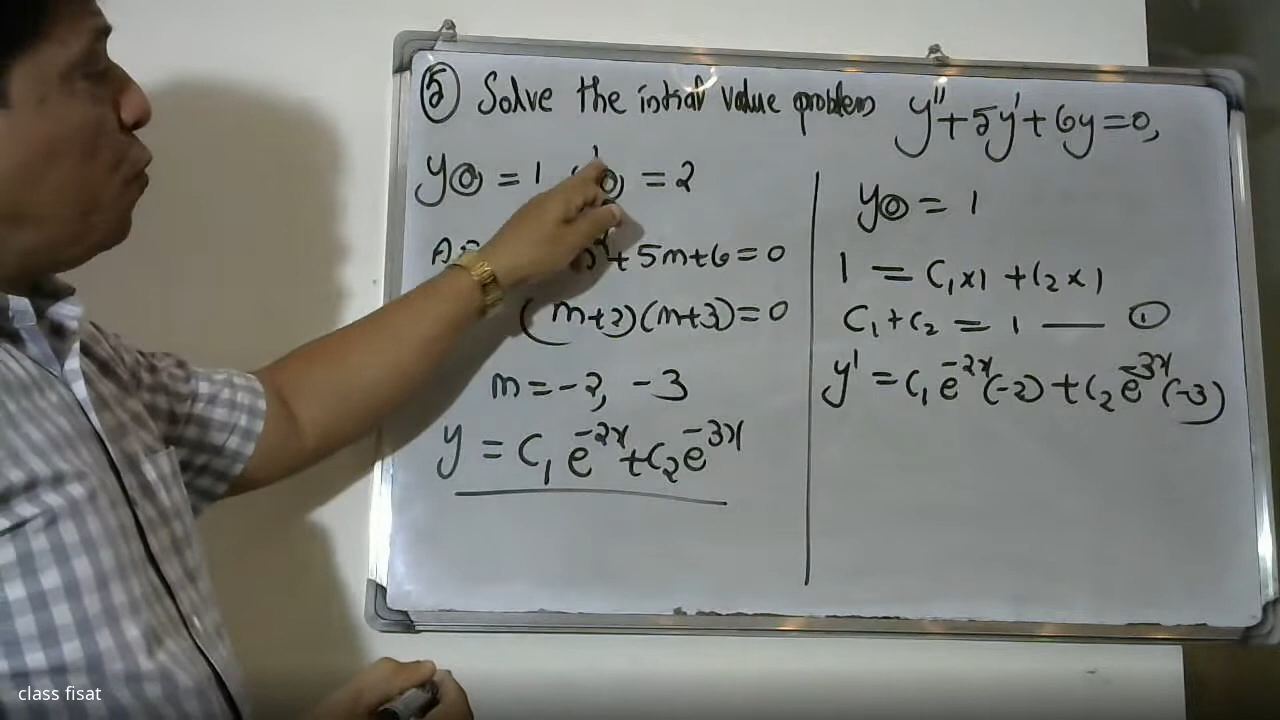 ⑤ Solve the initial value problem y''+5y'+6y=0,
y(0) = 1 '(0) = 2
+5m+6=0
(m+2)(m+3)=0
m=-2, -3
y = C₁e⁻²ˣ+C₂e⁻³ˣ
y(0) = 1
1 = C₁×1 + C₂×1
C₁+C₂ = 1 — ①
y' = C₁e⁻²ˣ(-2)+C₂e⁻³ˣ(-3)
class fisat